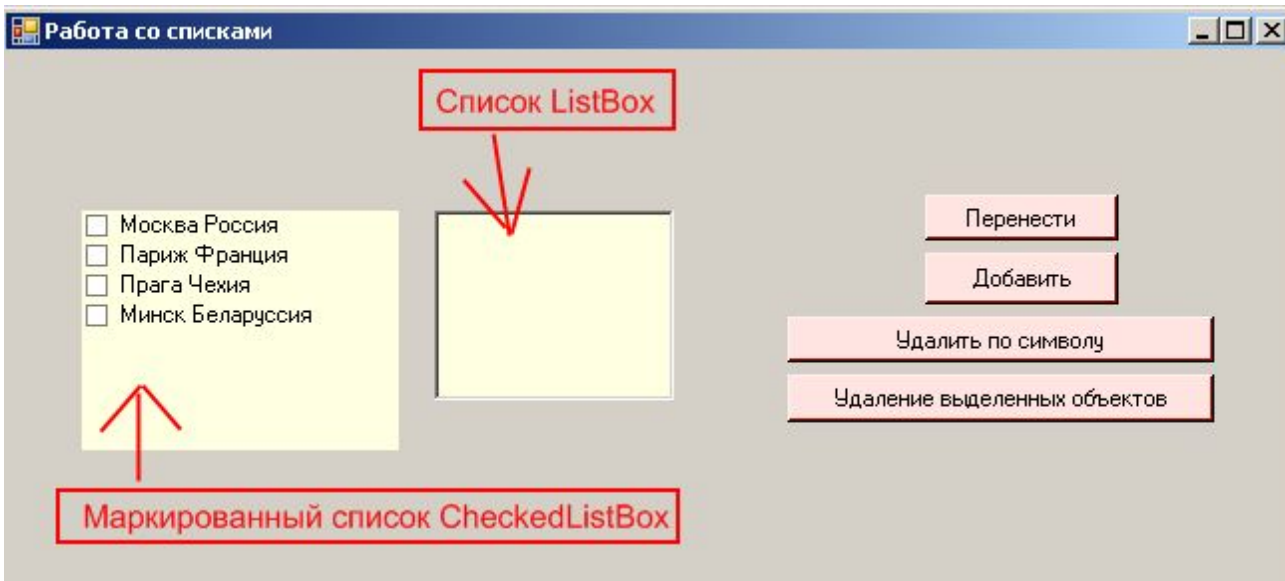 Работа со списками
Список ListBox
Москва Россия
Париж Франция
Прага Чехия
Минск Беларуссия
Перенести
Добавить
Удалить по символу
Удаление выделенных объектов
Маркированный список CheckedListBox